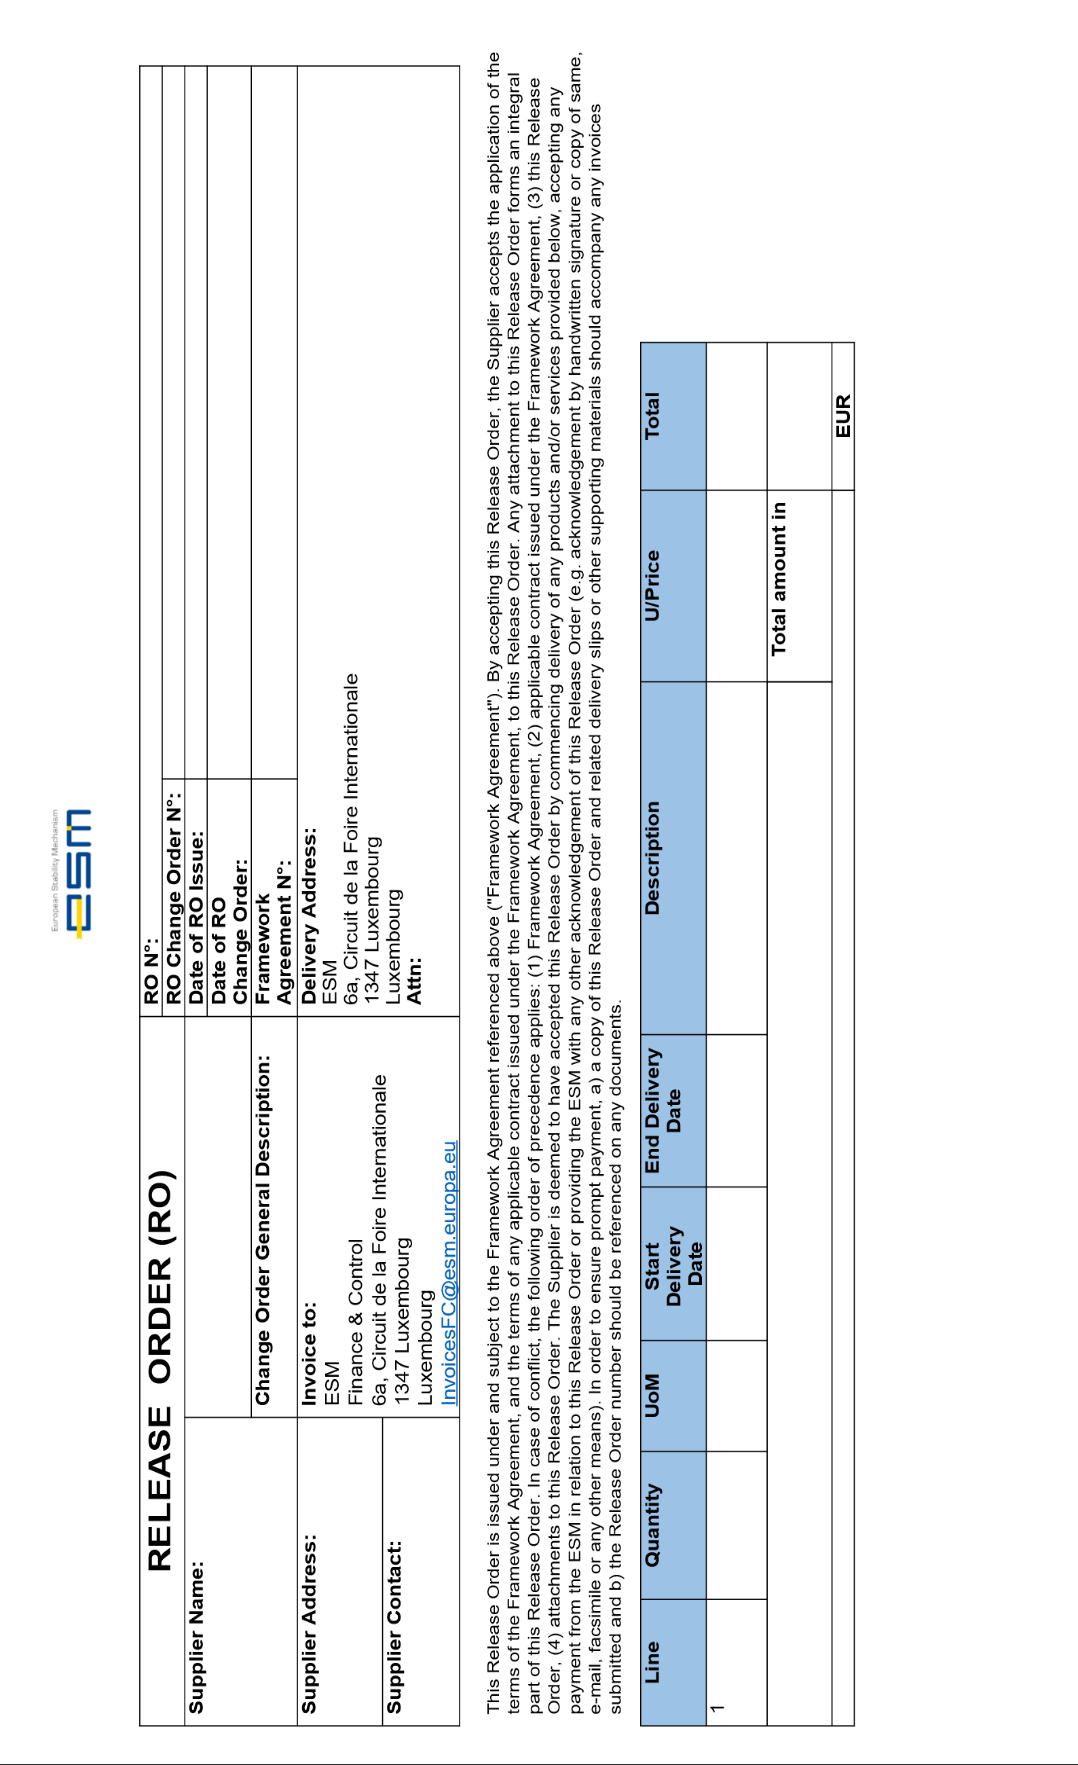 European Stability Mechanism
esm
RELEASE ORDER (RO)
RO N°:
Supplier Name:
RO Change Order N°:
Date of RO Issue:
Date of RO
Change Order:
Change Order General Description:
Framework
Agreement N°:
Supplier Address:
Supplier Contact:
Invoice to:
ESM
Finance & Control
6a, Circuit de la Foire Internationale
1347 Luxembourg
Luxembourg
InvoicesFC@esm.europa.eu
Delivery Address:
ESM
6a, Circuit de la Foire Internationale
1347 Luxembourg
Luxembourg
Attn:
This Release Order is issued under and subject to the Framework Agreement referenced above ("Framework Agreement"). By accepting this Release Order, the Supplier accepts the application of the
terms of the Framework Agreement, and the terms of any applicable contract issued under the Framework Agreement, to this Release Order. Any attachment to this Release Order forms an integral
part of this Release Order. In case of conflict, the following order of precedence applies: (1) Framework Agreement, (2) applicable contract issued under the Framework Agreement, (3) this Release
Order, (4) attachments to this Release Order. The Supplier is deemed to have accepted this Release Order by commencing delivery of any products and/or services provided below, accepting any
payment from the ESM in relation to this Release Order or providing the ESM with any other acknowledgement of this Release Order (e.g. acknowledgement by handwritten signature or copy of same,
e-mail, facsimile or any other means). In order to ensure prompt payment, a) a copy of this Release Order and related delivery slips or other supporting materials should accompany any invoices
submitted and b) the Release Order number should be referenced on any documents.
Line Quantity UoM Start Delivery Date End Delivery Date Description U/Price Total
1
Total amount in
EUR